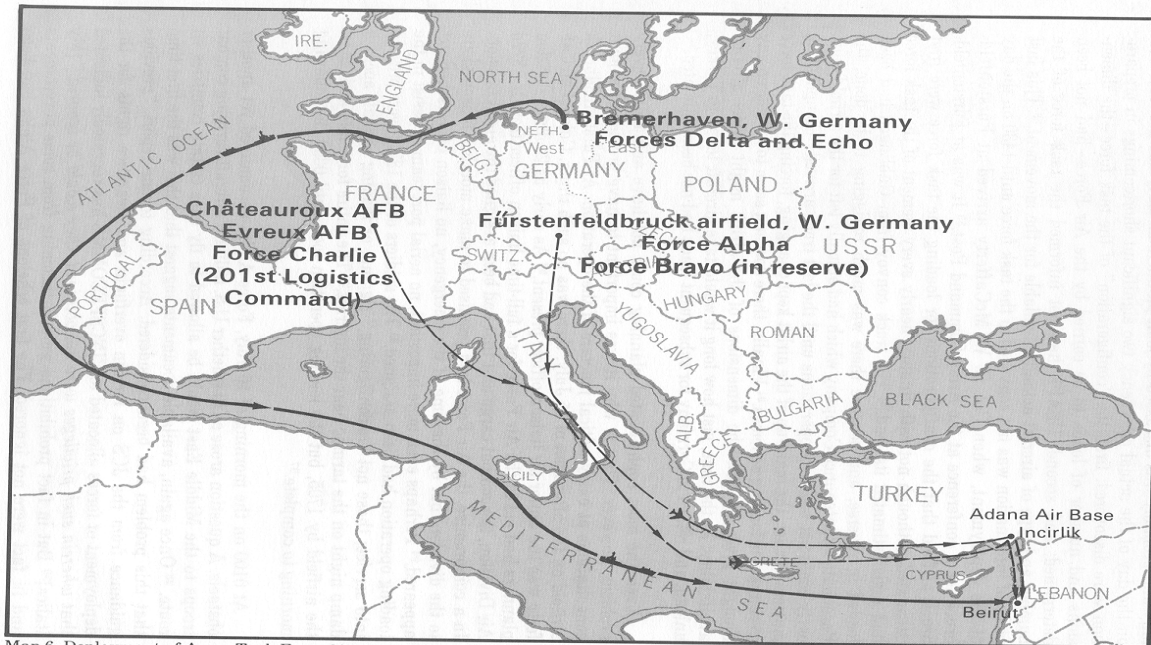 IRE.
ENGLAND
NORTH SEA
ATLANTIC OCEAN
NETH.
BELG.
West
East
GERMANY
Bremerhaven, W. Germany
Forces Delta and Echo
POLAND
FRANCE
Châteauroux AFB
Evreux AFB
Force Charlie
(201st Logistics
Command)
Fürstenfeldbruck airfield, W. Germany
Force Alpha
Force Bravo (in reserve)
USSR
SWITZ.
HUNGARY
PORTUGAL
SPAIN
ITALY
YUGOSLAVIA
ROMAN
BULGARIA
BLACK SEA
ALB.
GREECE
SICILY
TURKEY
MEDITERRANEAN SEA
CRETE
CYPRUS
Adana Air Base
Incirlik
LEBANON
Beirut